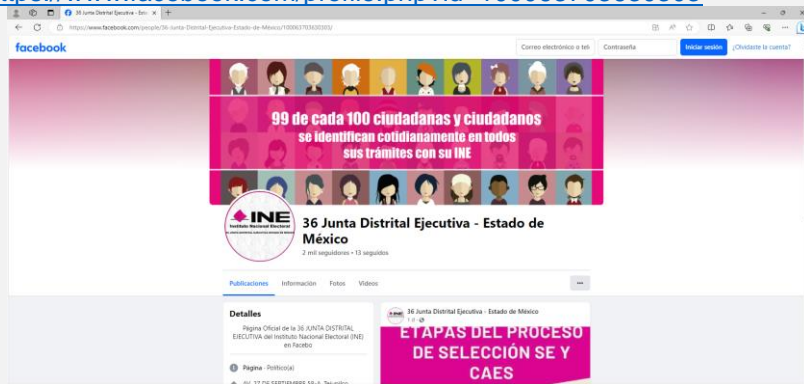 36 Junta Distrital Ejecutiva - Est
https://www.facebook.com/people/36-Junta-Distrital-Ejecutiva-Estado-de-México/100063703630303/
facebook
Correo electrónico o tel
Contraseña
Iniciar sesión
¿Olvidaste la cuenta?
99 de cada 100 ciudadanas y ciudadanos
se identifican cotidianamente en todos
sus trámites con su INE
INE
Instituto Nacional Electoral
36 Junta Distrital Ejecutiva - Estado de
México
2 mil seguidores • 13 seguidos
Publicaciones Información Fotos Videos
Detalles
Página Oficial de la 36 JUNTA DISTRITAL
EJECUTIVA del Instituto Nacional Electoral (INE)
en Facebo
Página · Político(a)
36 Junta Distrital Ejecutiva - Estado de México
1 d
ETAPAS DEL PROCESO
DE SELECCIÓN SE Y
CAES